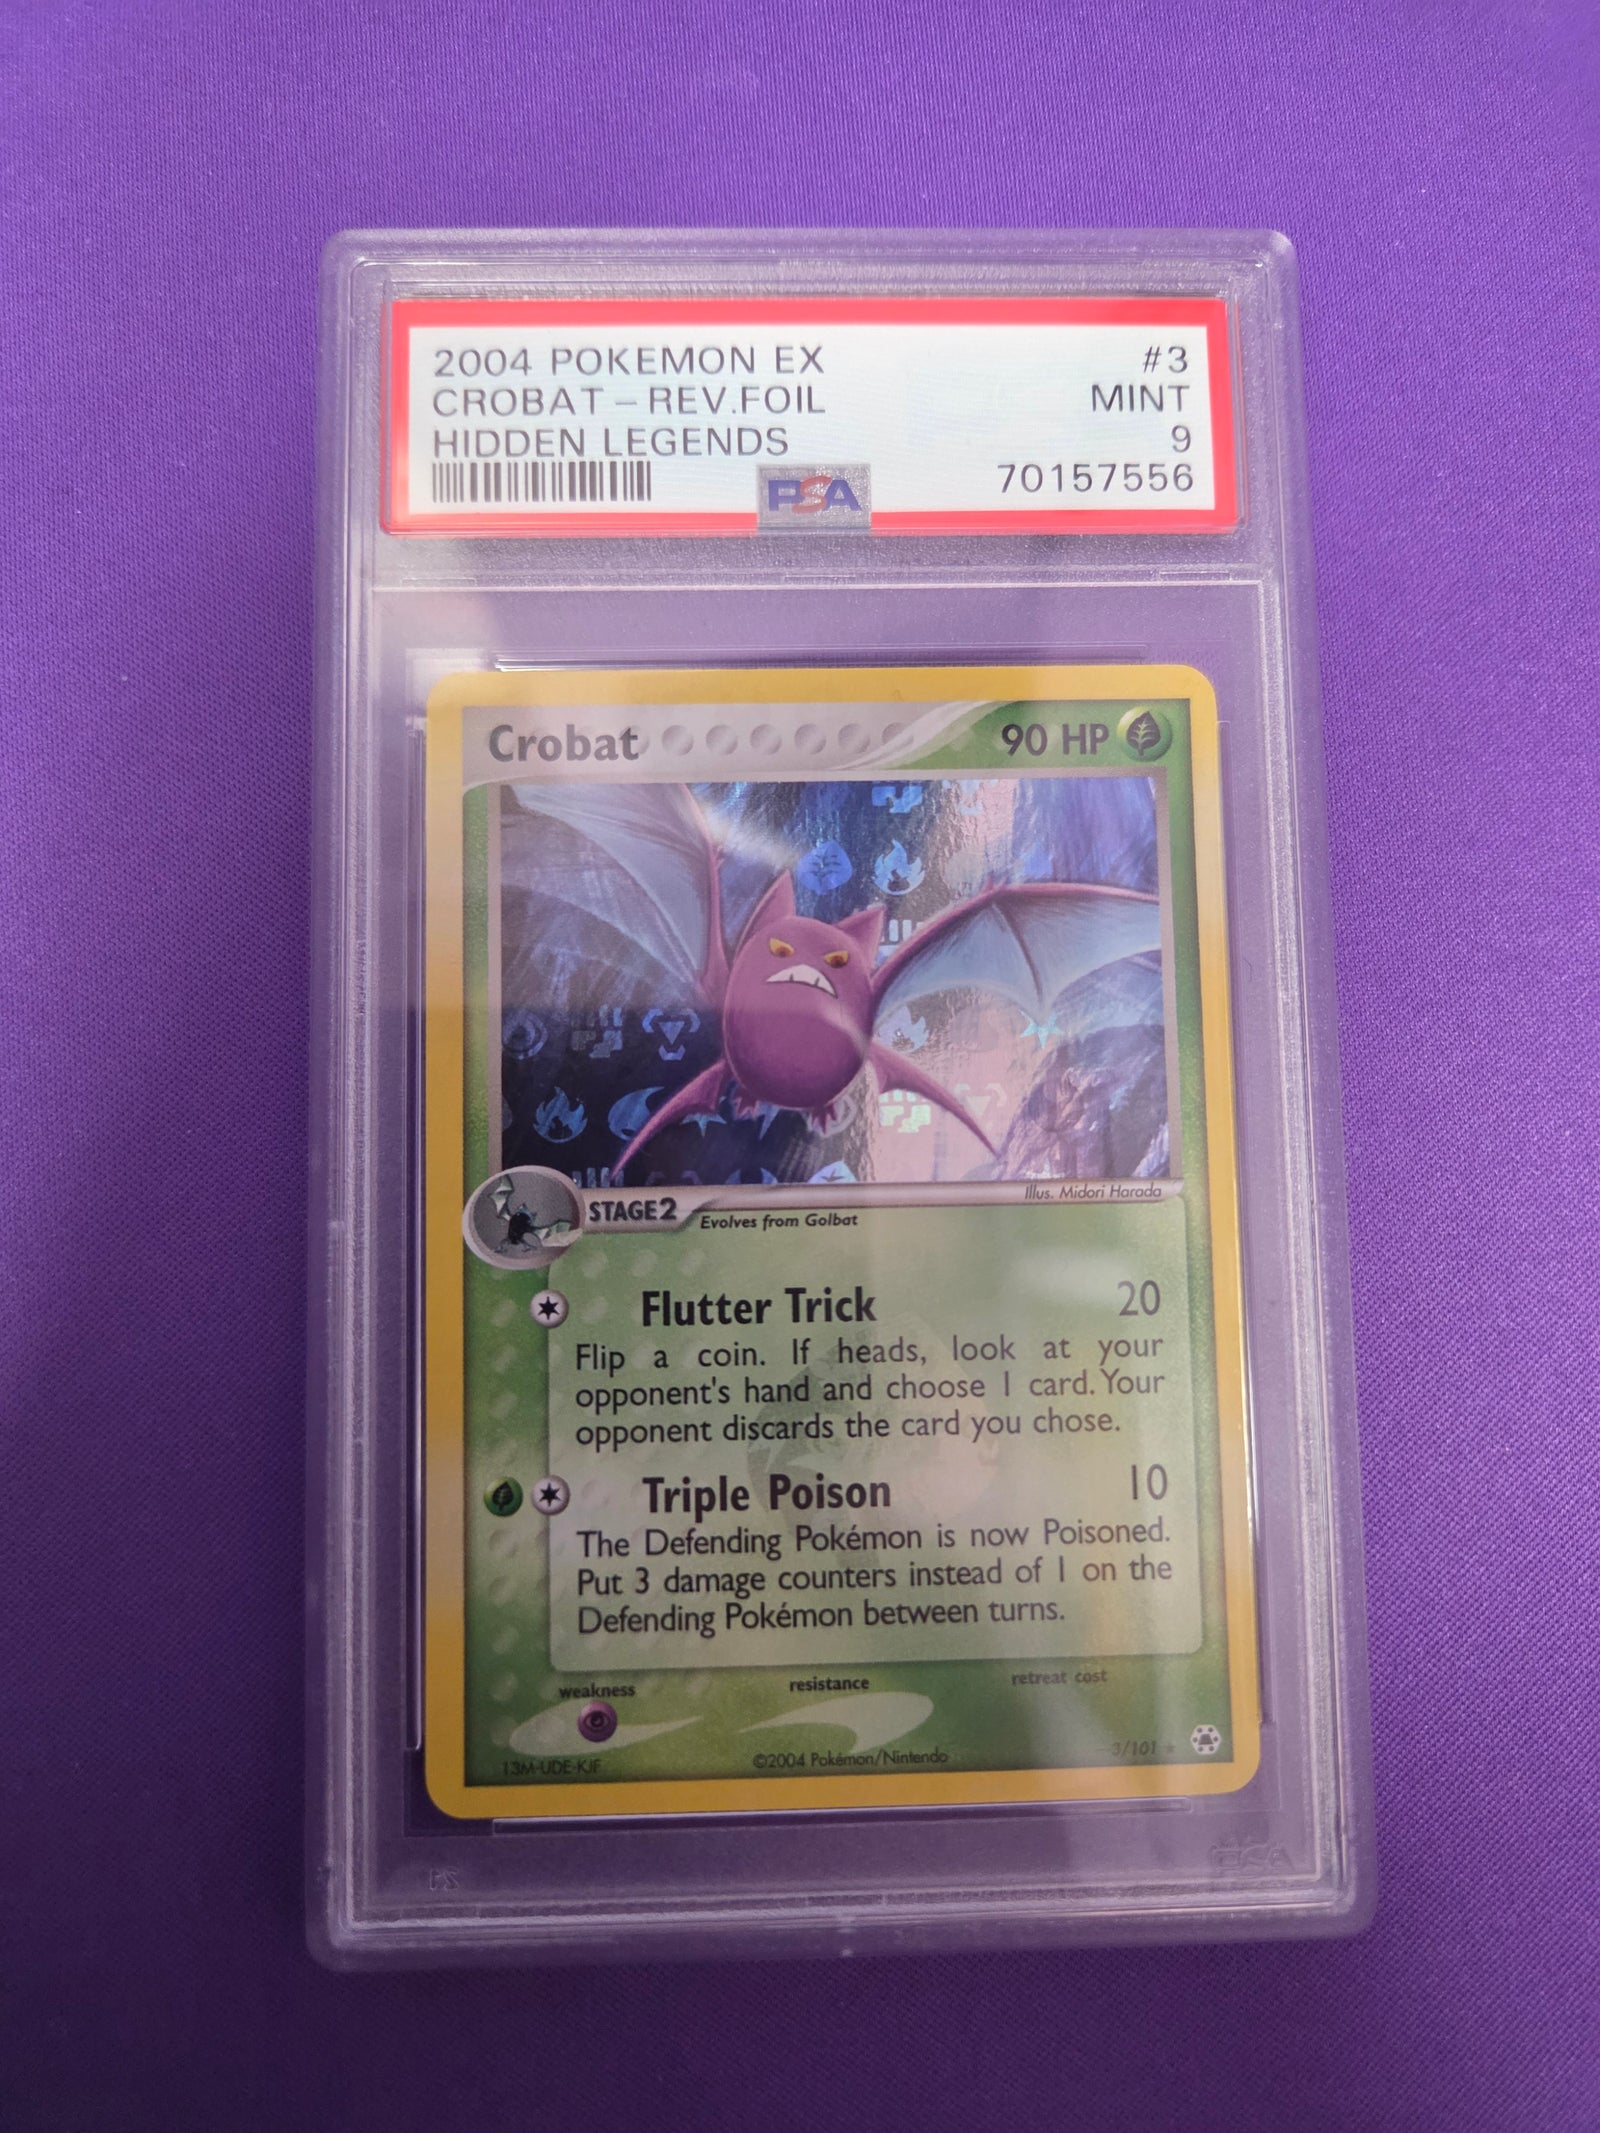 2004 POKEMON EX #3
CROBAT - REV.FOIL MINT
HIDDEN LEGENDS 9
PSA 70157556
Crobat 90 HP
Illus. Midori Harada
STAGE2 Evolves from Golbat
Flutter Trick 20
Flip a coin. If heads, look at your
opponent's hand and choose 1 card. Your
opponent discards the card you chose.
Triple Poison 10
The Defending Pokémon is now Poisoned.
Put 3 damage counters instead of 1 on the
Defending Pokémon between turns.
weakness resistance retreat cost
13M-UDE-KJF ©2004 Pokémon/Nintendo 3/101 ★